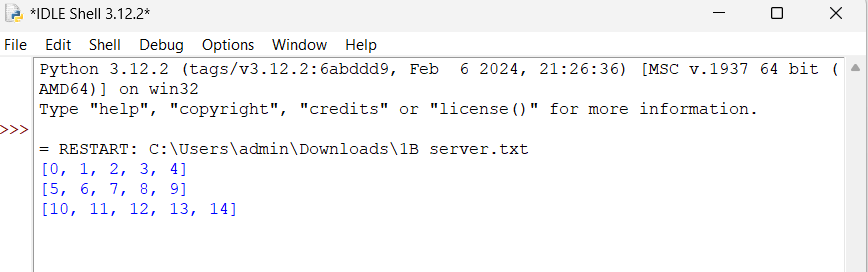 *IDLE Shell 3.12.2*
File Edit Shell Debug Options Window Help
Python 3.12.2 (tags/v3.12.2:6abddd9, Feb  6 2024, 21:26:36) [MSC v.1937 64 bit (
AMD64)] on win32
Type "help", "copyright", "credits" or "license()" for more information.
>>>
= RESTART: C:\Users\admin\Downloads\1B server.txt
[0, 1, 2, 3, 4]
[5, 6, 7, 8, 9]
[10, 11, 12, 13, 14]